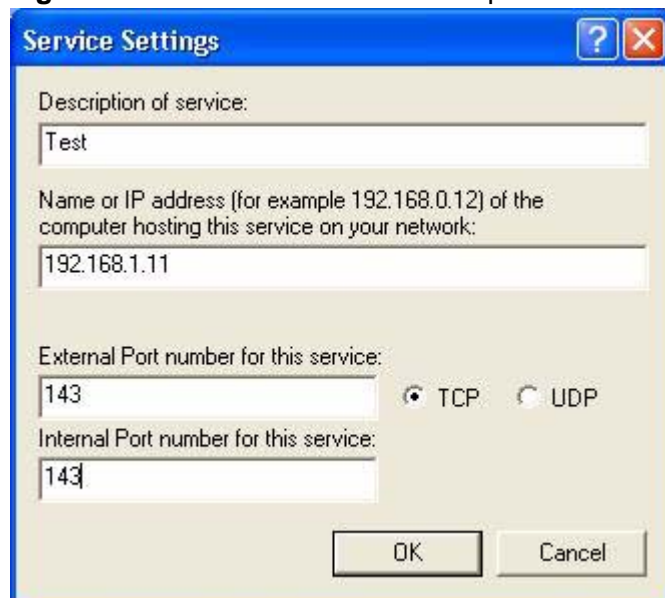 Service Settings
Description of service:
Test
Name or IP address (for example 192.168.0.12) of the
computer hosting this service on your network:
192.168.1.11
External Port number for this service:
143
TCP UDP
Internal Port number for this service:
143
OK Cancel